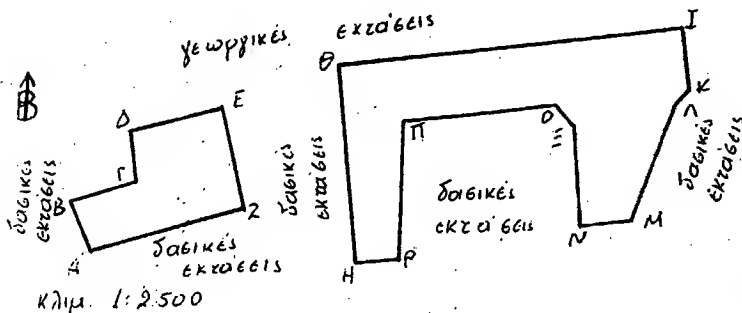 γεωργικές εκτάσεις
Θ
Ι
Β
Δ
Ε
Κ
Λ
Π
Ο
Ξ
Γ
Β
Ζ
Α
δασικές
εκτάσεις
δασικές
εκτάσεις
δασικές
εκτάσεις
δασικές
εκτάσεις
δασικές
εκτάσεις
Ν
Μ
Η
Ρ
Κλιμ. 1:2.500